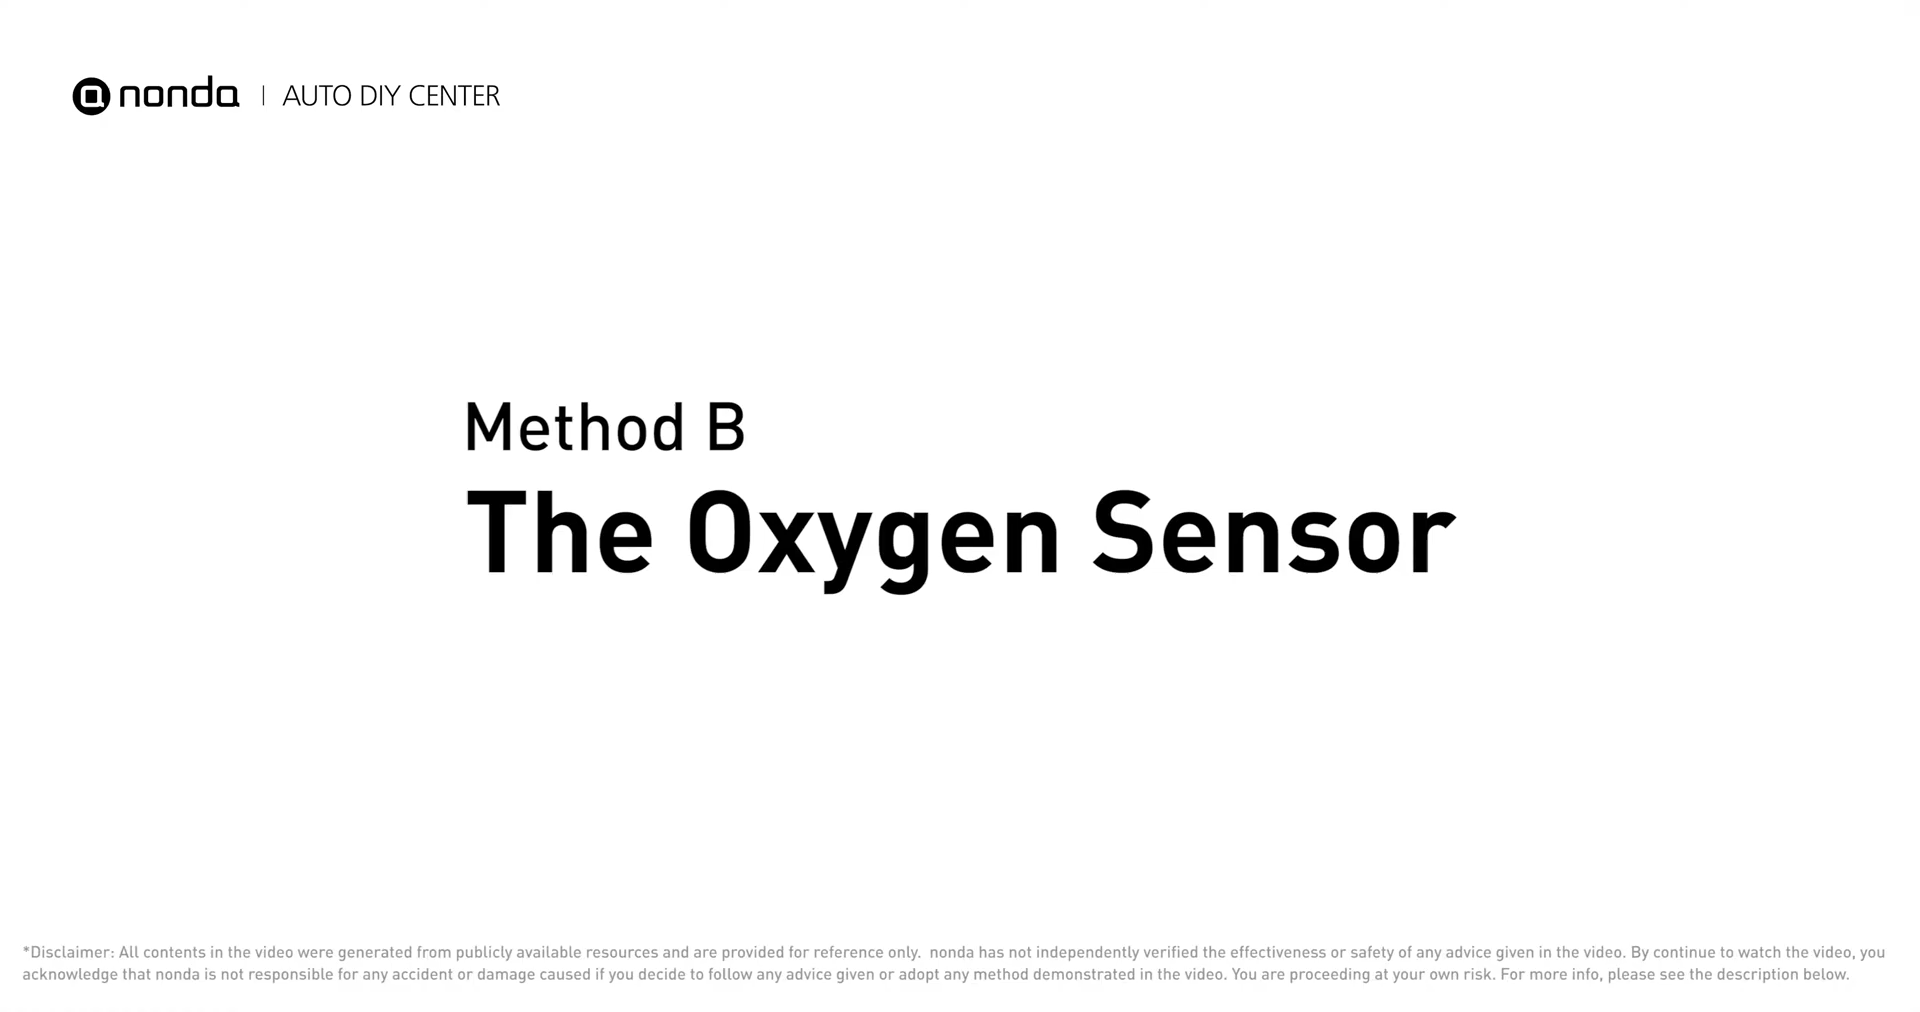 nonda | AUTO DIY CENTER
Method B
The Oxygen Sensor
*Disclaimer: All contents in the video were generated from publicly available resources and are provided for reference only.  nonda has not independently verified the effectiveness or safety of any advice given in the video. By continue to watch the video, you
acknowledge that nonda is not responsible for any accident or damage caused if you decide to follow any advice given or adopt any method demonstrated in the video. You are proceeding at your own risk. For more info, please see the description below.